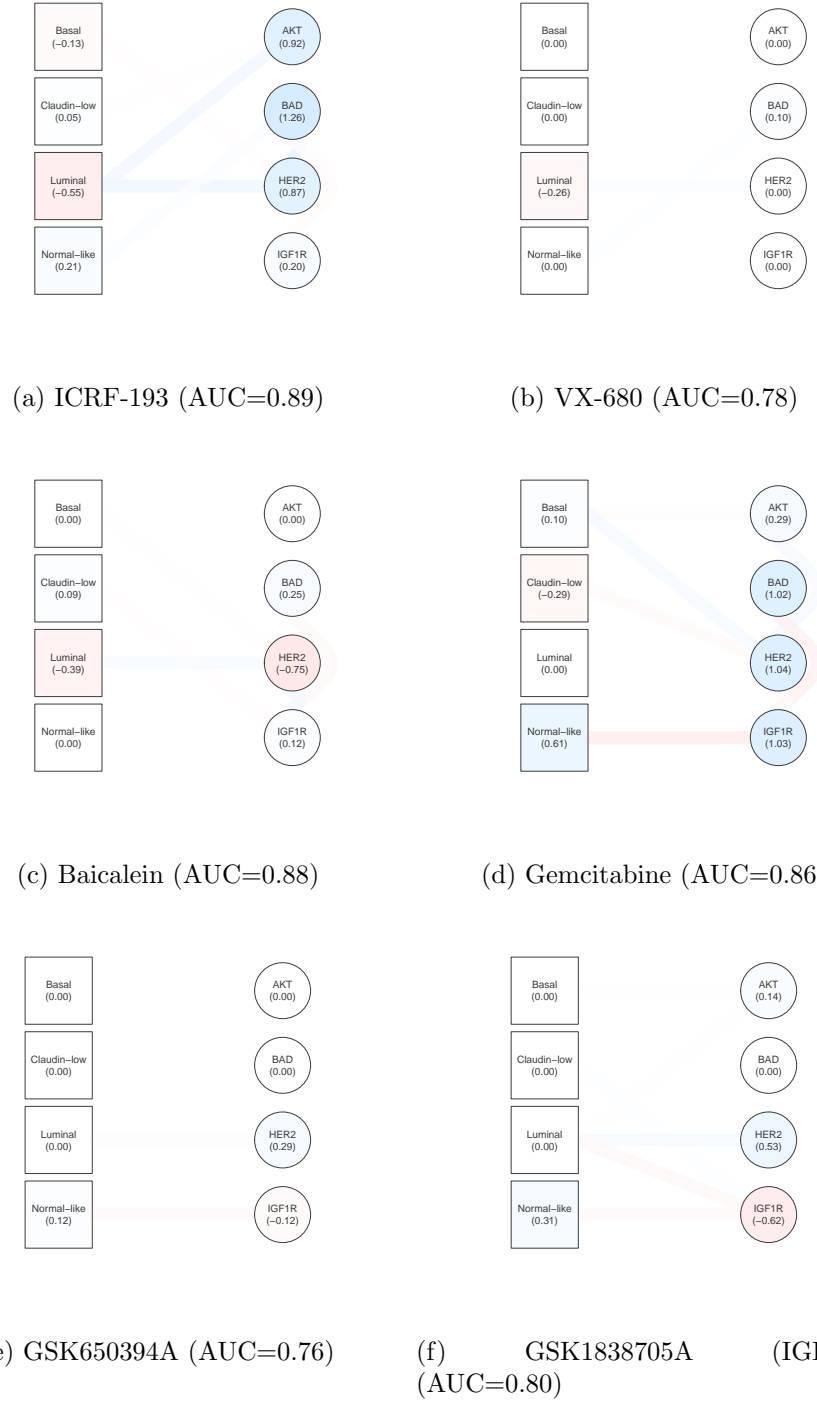 Basal
(−0.13)
Claudin−low
(0.05)
Luminal
(−0.55)
Normal−like
(0.21)
AKT
(0.92)
BAD
(1.26)
HER2
(0.87)
IGF1R
(0.20)
(a) ICRF-193 (AUC=0.89)
Basal
(0.00)
Claudin−low
(0.00)
Luminal
(−0.26)
Normal−like
(0.00)
AKT
(0.00)
BAD
(0.10)
HER2
(0.00)
IGF1R
(0.00)
(b) VX-680 (AUC=0.78)
Basal
(0.00)
Claudin−low
(0.09)
Luminal
(−0.39)
Normal−like
(0.00)
AKT
(0.00)
BAD
(0.25)
HER2
(−0.75)
IGF1R
(0.12)
(c) Baicalein (AUC=0.88)
Basal
(0.10)
Claudin−low
(−0.29)
Luminal
(0.00)
Normal−like
(0.61)
AKT
(0.29)
BAD
(1.02)
HER2
(1.04)
IGF1R
(1.03)
(d) Gemcitabine (AUC=0.86
Basal
(0.00)
Claudin−low
(0.00)
Luminal
(0.00)
Normal−like
(0.12)
AKT
(0.00)
BAD
(0.00)
HER2
(0.29)
IGF1R
(−0.12)
e) GSK650394A (AUC=0.76)
Basal
(0.00)
Claudin−low
(0.00)
Luminal
(0.00)
Normal−like
(0.31)
AKT
(0.14)
BAD
(0.00)
HER2
(0.53)
IGF1R
(−0.62)
(f) GSK1838705A
(AUC=0.80)